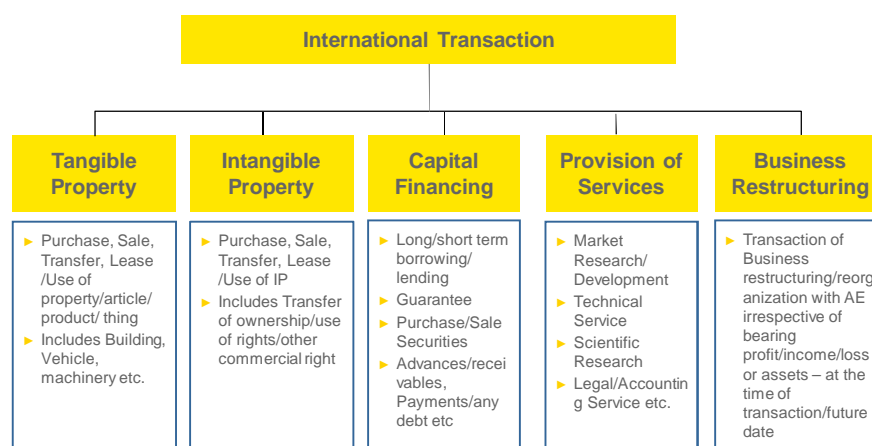 International Transaction
Tangible
Property
Intangible
Property
Capital
Financing
Provision of
Services
Business
Restructuring
► Purchase, Sale,
Transfer, Lease
/Use of
property/article/
product/ thing
► Includes Building,
Vehicle,
machinery etc.
► Purchase, Sale,
Transfer, Lease
/Use of IP
► Includes Transfer
of ownership/use
of rights/other
commercial right
► Long/short term
borrowing/
lending
► Guarantee
► Purchase/Sale
Securities
► Advances/recei
vables,
Payments/any
debt etc
► Market
Research/
Development
► Technical
Service
► Scientific
Research
► Legal/Accountin
g Service etc.
► Transaction of
Business
restructuring/reorg
anization with AE
irrespective of
bearing
profit/income/loss
or assets – at the
time of
transaction/future
date